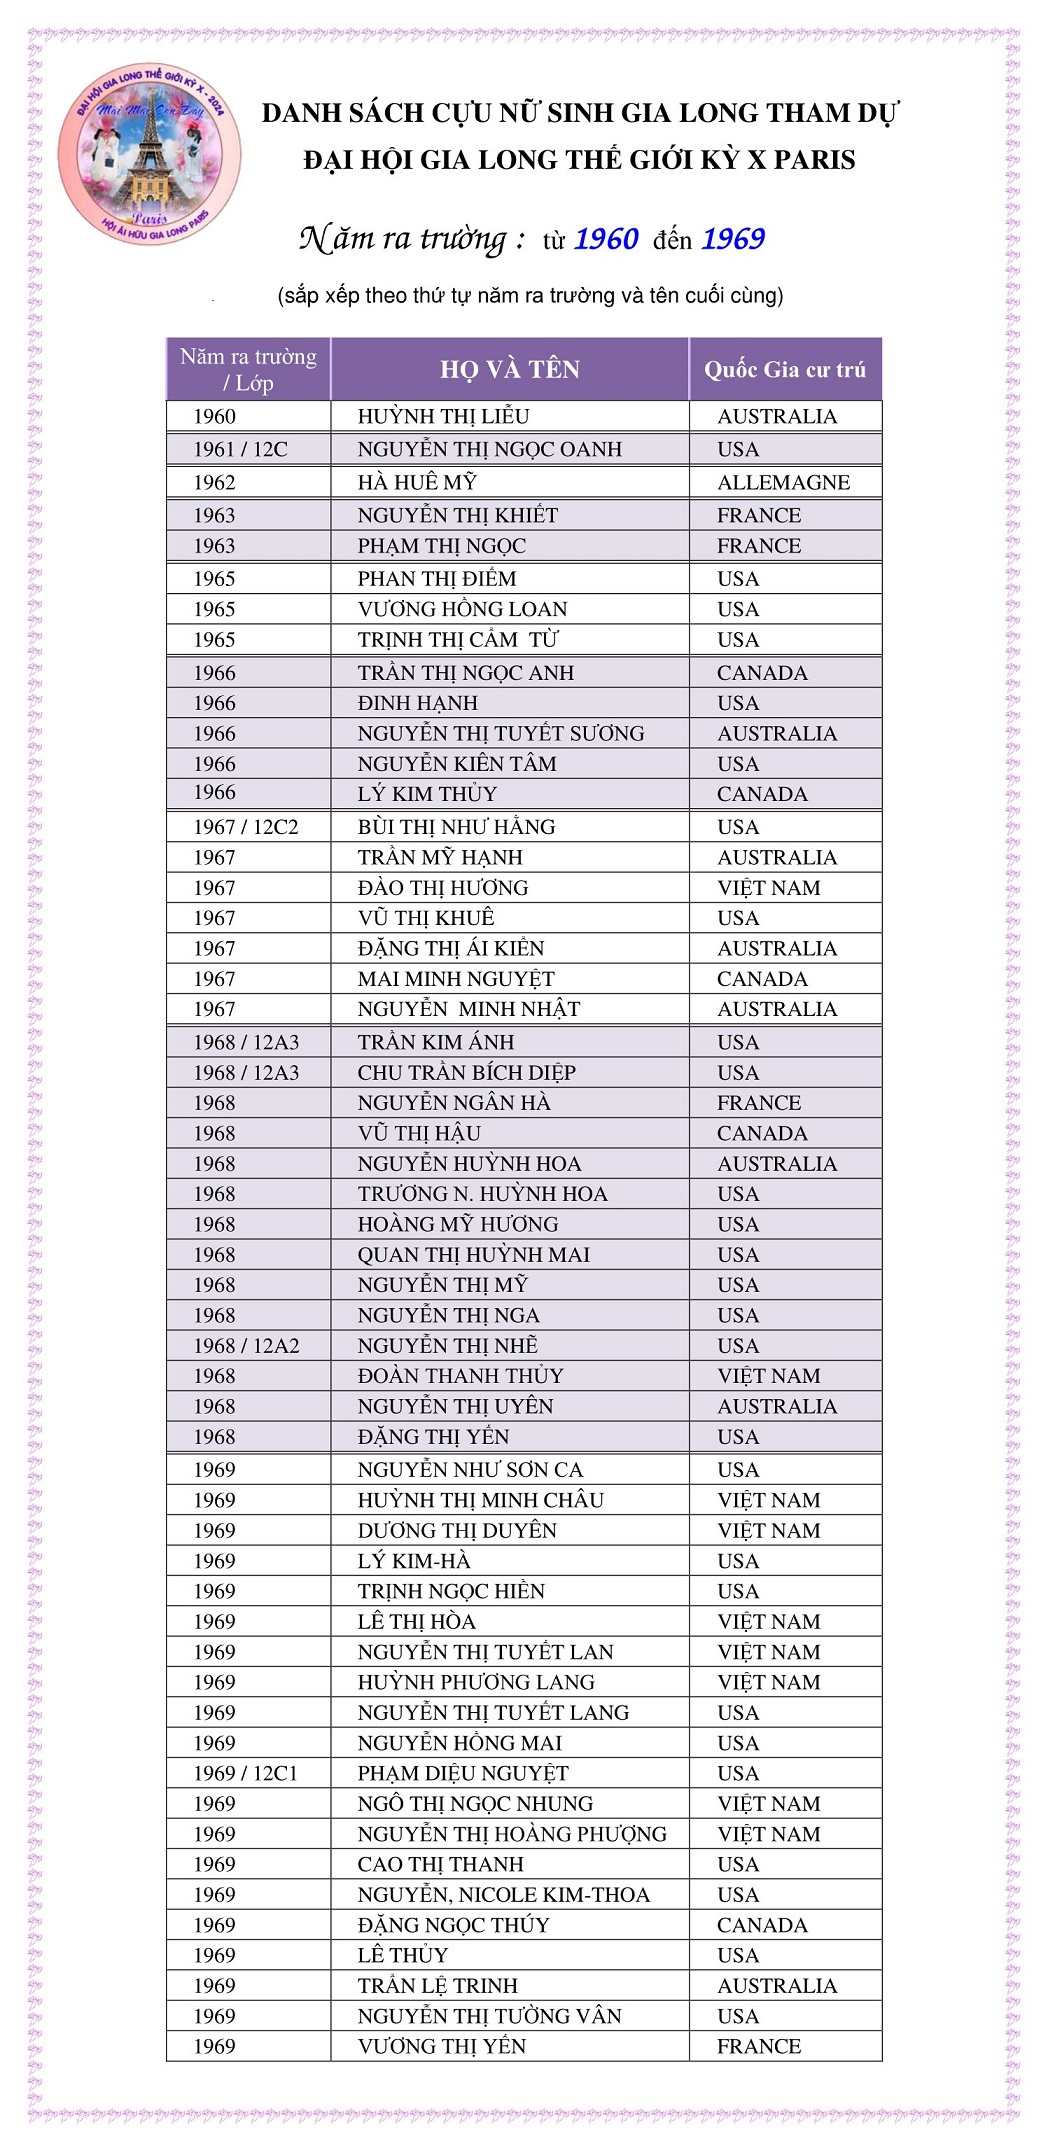 ĐẠI HỘI GIA LONG THẾ GIỚI KỲ X - 2024
Mãi Mãi Còn Đây
Paris
HỘI ÁI HỮU GIA LONG PARIS
DANH SÁCH CỰU NỮ SINH GIA LONG THAM DỰ
ĐẠI HỘI GIA LONG THẾ GIỚI KỲ X PARIS
Năm ra trường : từ 1960 đến 1969
(sắp xếp theo thứ tự năm ra trường và tên cuối cùng)
Năm ra trường / Lớp HỌ VÀ TÊN Quốc Gia cư trú
1960 HUỲNH THỊ LIỄU AUSTRALIA
1961 / 12C NGUYỄN THỊ NGỌC OANH USA
1962 HÀ HUÊ MỸ ALLEMAGNE
1963 NGUYỄN THỊ KHIẾT FRANCE
1963 PHẠM THỊ NGỌC FRANCE
1965 PHAN THỊ ĐIỂM USA
1965 VƯƠNG HỒNG LOAN USA
1965 TRỊNH THỊ CẨM TỪ USA
1966 TRẦN THỊ NGỌC ANH CANADA
1966 ĐINH HẠNH USA
1966 NGUYỄN THỊ TUYẾT SƯƠNG AUSTRALIA
1966 NGUYỄN KIÊN TÂM USA
1966 LÝ KIM THỦY CANADA
1967 / 12C2 BÙI THỊ NHƯ HẰNG USA
1967 TRẦN MỸ HẠNH AUSTRALIA
1967 ĐÀO THỊ HƯƠNG VIỆT NAM
1967 VŨ THỊ KHUÊ USA
1967 ĐẶNG THỊ ÁI KIỂN AUSTRALIA
1967 MAI MINH NGUYỆT CANADA
1967 NGUYỄN MINH NHẬT AUSTRALIA
1968 / 12A3 TRẦN KIM ÁNH USA
1968 / 12A3 CHU TRẦN BÍCH DIỆP USA
1968 NGUYỄN NGÂN HÀ FRANCE
1968 VŨ THỊ HẬU CANADA
1968 NGUYỄN HUỲNH HOA AUSTRALIA
1968 TRƯƠNG N. HUỲNH HOA USA
1968 HOÀNG MỸ HƯƠNG USA
1968 QUAN THỊ HUỲNH MAI USA
1968 NGUYỄN THỊ MỸ USA
1968 NGUYỄN THỊ NGA USA
1968 / 12A2 NGUYỄN THỊ NHẼ USA
1968 ĐOÀN THANH THỦY VIỆT NAM
1968 NGUYỄN THỊ UYÊN AUSTRALIA
1968 ĐẶNG THỊ YẾN USA
1969 NGUYỄN NHƯ SƠN CA USA
1969 HUỲNH THỊ MINH CHÂU VIỆT NAM
1969 DƯƠNG THỊ DUYÊN VIỆT NAM
1969 LÝ KIM-HÀ USA
1969 TRỊNH NGỌC HIỀN USA
1969 LÊ THỊ HÒA VIỆT NAM
1969 NGUYỄN THỊ TUYẾT LAN VIỆT NAM
1969 HUỲNH PHƯƠNG LANG VIỆT NAM
1969 NGUYỄN THỊ TUYẾT LANG USA
1969 NGUYỄN HỒNG MAI USA
1969 / 12C1 PHẠM DIỆU NGUYỆT USA
1969 NGÔ THỊ NGỌC NHUNG VIỆT NAM
1969 NGUYỄN THỊ HOÀNG PHƯỢNG VIỆT NAM
1969 CAO THỊ THANH USA
1969 NGUYỄN, NICOLE KIM-THOA USA
1969 ĐẶNG NGỌC THÚY CANADA
1969 LÊ THỦY USA
1969 TRẦN LỆ TRINH AUSTRALIA
1969 NGUYỄN THỊ TƯỜNG VÂN USA
1969 VƯƠNG THỊ YẾN FRANCE